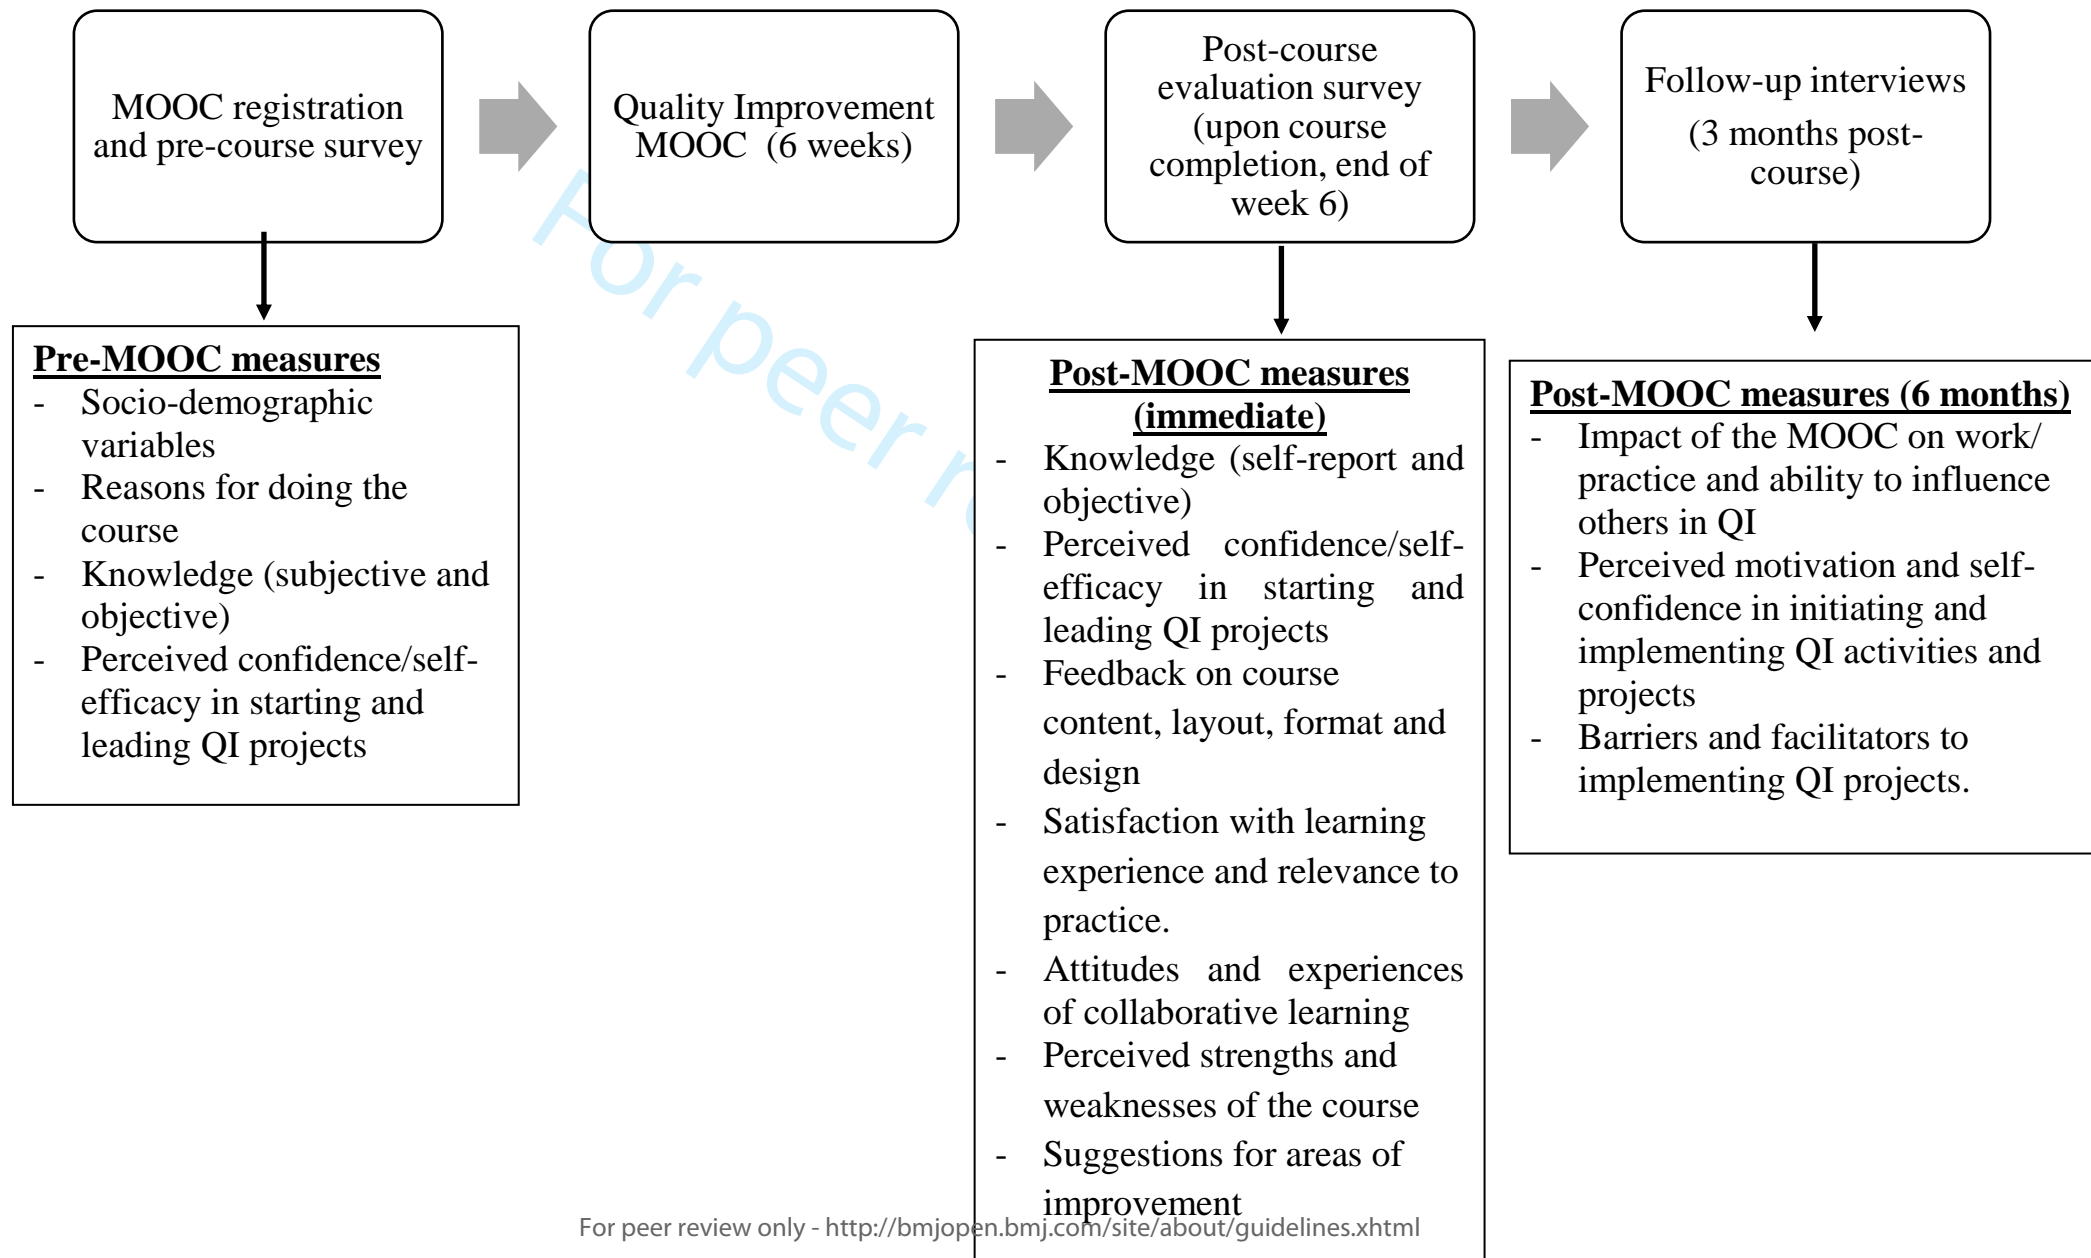 MOOC registration
and pre-course survey
Quality Improvement
MOOC (6 weeks)
Post-course
evaluation survey
(upon course
completion, end of
week 6)
Follow-up interviews
(3 months post-
course)
Pre-MOOC measures
- Socio-demographic
variables
- Reasons for doing the
course
- Knowledge (subjective and
objective)
- Perceived confidence/self-
efficacy in starting and
leading QI projects
Post-MOOC measures
(immediate)
- Knowledge (self-report and
objective)
- Perceived confidence/self-
efficacy in starting and
leading QI projects
- Feedback on course
content, layout, format and
design
- Satisfaction with learning
experience and relevance to
practice.
- Attitudes and experiences
of collaborative learning
- Perceived strengths and
weaknesses of the course
- Suggestions for areas of
improvement
Post-MOOC measures (6 months)
- Impact of the MOOC on work/
practice and ability to influence
others in QI
- Perceived motivation and self-
confidence in initiating and
implementing QI activities and
projects
- Barriers and facilitators to
implementing QI projects.
For peer
For peer review only - http://bmjopen.bmj.com/site/about/guidelines.xhtml